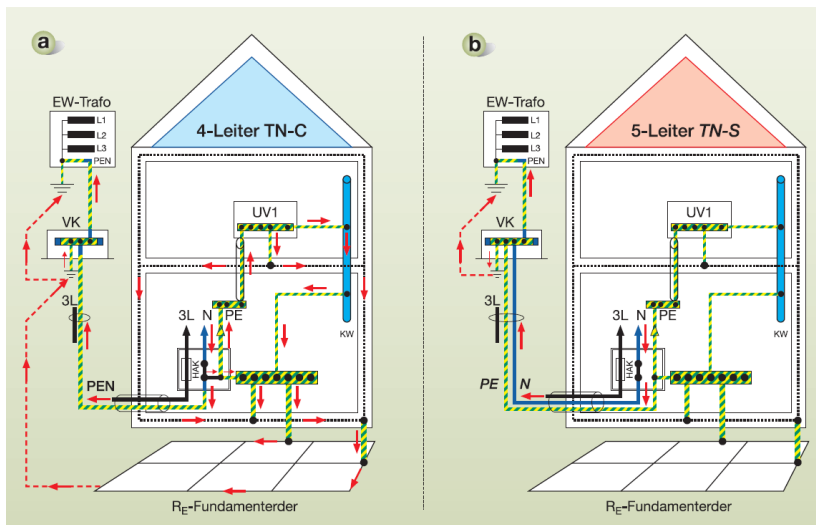 a
EW-Trafo
L1
L2
L3
PEN
4-Leiter TN-C
VK
UV1
3L
3L N PE
HAK
KW
PEN
RE-Fundamenterder
b
EW-Trafo
L1
L2
L3
PEN
5-Leiter TN-S
VK
UV1
3L
3L N PE
HAK
KW
PE N
RE-Fundamenterder